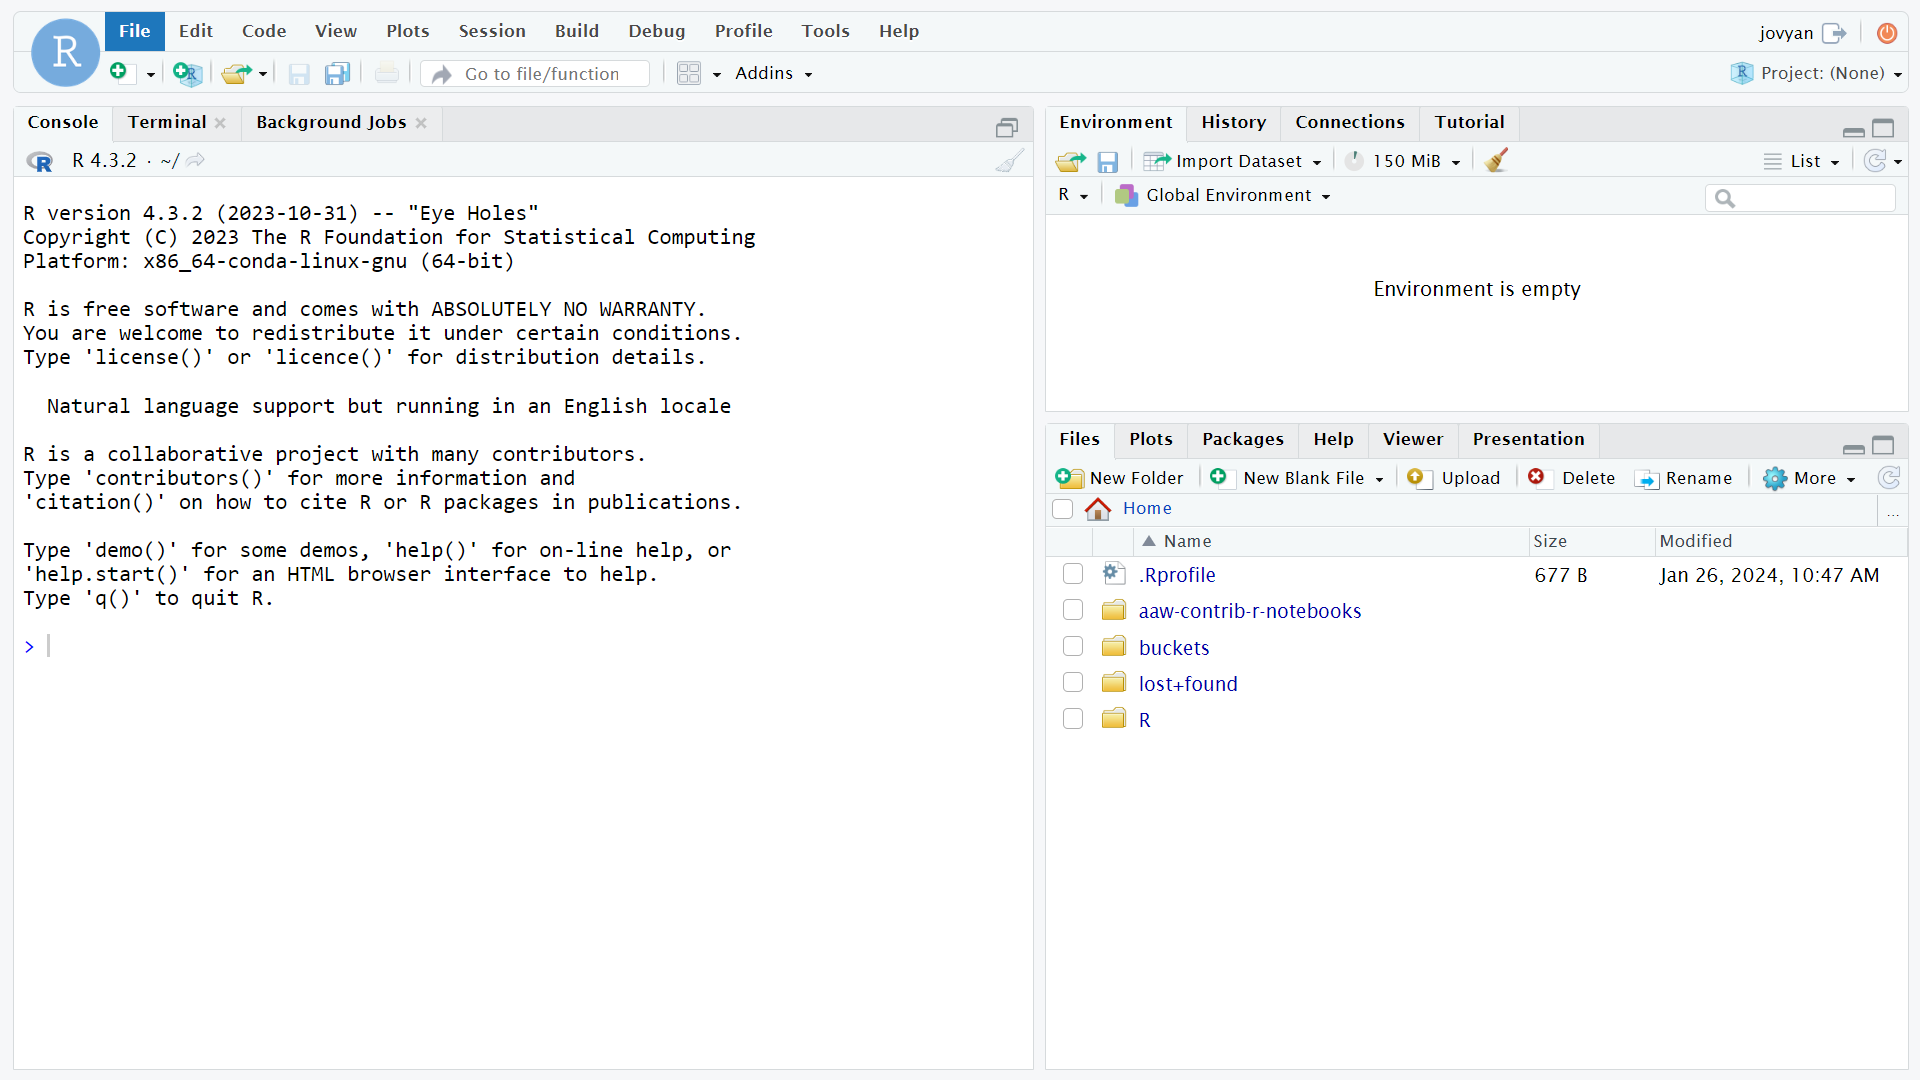 R
File Edit Code View Plots Session Build Debug Profile Tools Help
jovyan
Go to file/function
Addins
Project: (None)
Console Terminal Background Jobs
R 4.3.2 · ~/
R version 4.3.2 (2023-10-31) -- "Eye Holes"
Copyright (C) 2023 The R Foundation for Statistical Computing
Platform: x86_64-conda-linux-gnu (64-bit)
R is free software and comes with ABSOLUTELY NO WARRANTY.
You are welcome to redistribute it under certain conditions.
Type 'license()' or 'licence()' for distribution details.
Natural language support but running in an English locale
R is a collaborative project with many contributors.
Type 'contributors()' for more information and
'citation()' on how to cite R or R packages in publications.
Type 'demo()' for some demos, 'help()' for on-line help, or
'help.start()' for an HTML browser interface to help.
Type 'q()' to quit R.
>
Environment History Connections Tutorial
Import Dataset 150 MiB List
R Global Environment
Environment is empty
Files Plots Packages Help Viewer Presentation
New Folder New Blank File Upload Delete Rename More
Home ...
Name Size Modified
.Rprofile 677 B Jan 26, 2024, 10:47 AM
aaw-contrib-r-notebooks
buckets
lost+found
R